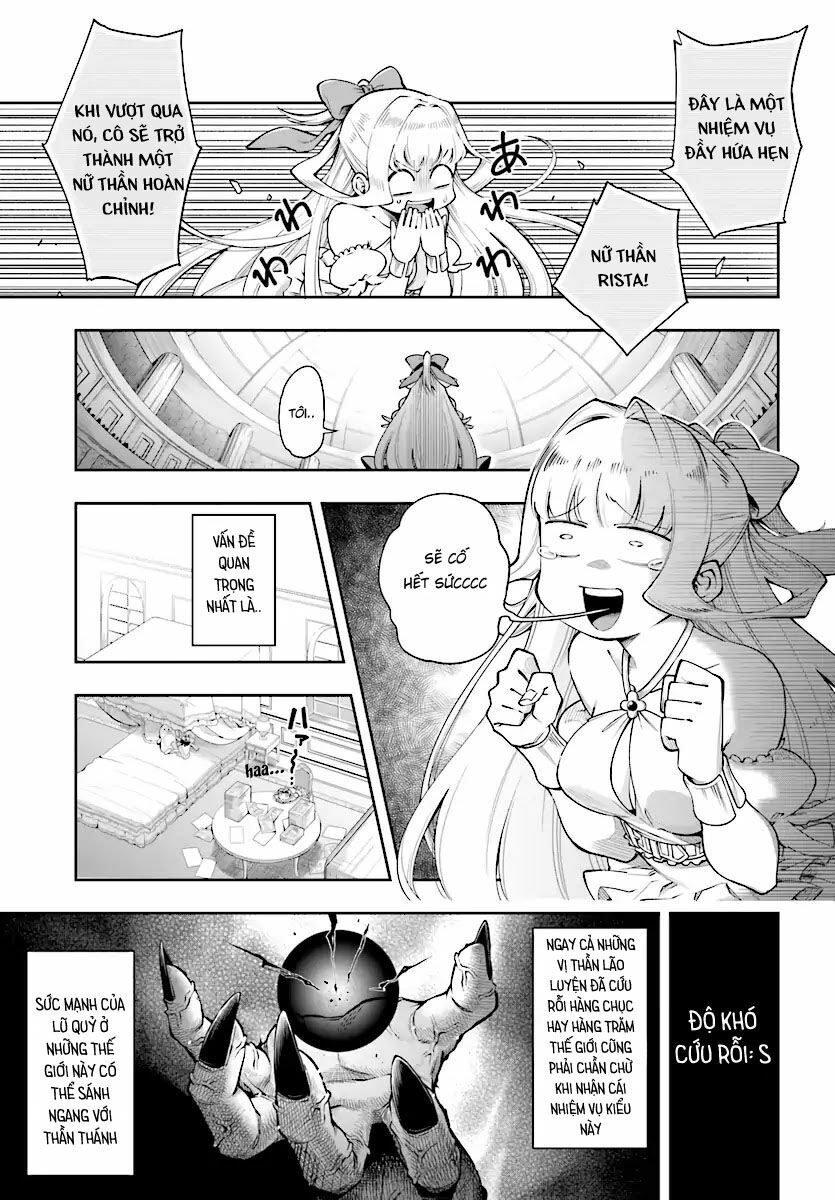 ĐÂY LÀ MỘT
NHIỆM VỤ
ĐẦY HỨA HẸN
NỮ THẦN
RISTA!
KHI VƯỢT QUA
NÓ, CÔ SẼ TRỞ
THÀNH MỘT
NỮ THẦN HOÀN
CHỈNH!
あ
わ
わ
わ
わ
TÔI..
SẼ CỐ
HẾT SỨCCCC
VẤN ĐỀ
QUAN
TRỌNG
NHẤT LÀ..
ハァ〜
haa...
ĐỘ KHÓ
CỨU RỖI: S
NGAY CẢ NHỮNG
VỊ THẦN LÃO
LUYỆN ĐÃ CỨU
RỖI HÀNG CHỤC
HAY HÀNG TRĂM
THẾ GIỚI CŨNG
PHẢI CHẦN CHỪ
KHI NHẬN CÁI
NHIỆM VỤ KIỂU
NÀY
SỨC MẠNH CỦA
LŨ QUỶ Ở
NHỮNG THẾ
GIỚI NÀY CÓ
THỂ SÁNH
NGANG VỚI
THẦN THÁNH